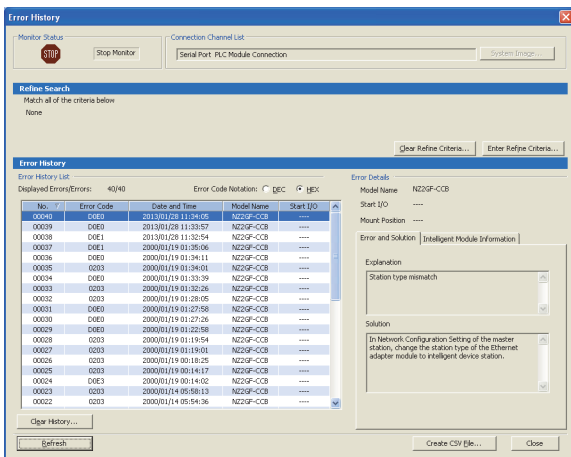 Error History
Monitor Status
STOP
Stop Monitor
Connection Channel List
Serial Port PLC Module Connection
System Image...
Refine Search
Match all of the criteria below
None
Clear Refine Criteria...
Enter Refine Criteria...
Error History
Error History List
Displayed Errors/Errors: 40/40
Error Code Notation: DEC HEX
No. Error Code Date and Time Model Name Start I/O
00040 D0E0 2013/01/28 11:34:05 NZ2GF-CCB ----
00039 D0E0 2013/01/28 11:33:57 NZ2GF-CCB ----
00038 D0E1 2013/01/28 11:32:54 NZ2GF-CCB ----
00037 D0E1 2000/01/19 01:35:06 NZ2GF-CCB ----
00036 D0E0 2000/01/19 01:34:11 NZ2GF-CCB ----
00035 0203 2000/01/19 01:34:01 NZ2GF-CCB ----
00034 D0E0 2000/01/19 01:33:39 NZ2GF-CCB ----
00033 0203 2000/01/19 01:32:26 NZ2GF-CCB ----
00032 0203 2000/01/19 01:28:05 NZ2GF-CCB ----
00031 D0E0 2000/01/19 01:27:58 NZ2GF-CCB ----
00030 D0E0 2000/01/19 01:27:26 NZ2GF-CCB ----
00029 D0E0 2000/01/19 01:22:58 NZ2GF-CCB ----
00028 0203 2000/01/19 01:19:54 NZ2GF-CCB ----
00027 0203 2000/01/19 01:19:01 NZ2GF-CCB ----
00026 0203 2000/01/19 00:18:25 NZ2GF-CCB ----
00025 0203 2000/01/19 00:14:17 NZ2GF-CCB ----
00024 D0E3 2000/01/19 00:14:02 NZ2GF-CCB ----
00023 0203 2000/01/14 05:58:13 NZ2GF-CCB ----
00022 0203 2000/01/14 05:54:36 NZ2GF-CCB ----
Error Details
Model Name NZ2GF-CCB
Start I/O ----
Mount Position ----
Error and Solution
Intelligent Module Information
Explanation
Station type mismatch
Solution
In Network Configuration Setting of the master
station, change the station type of the Ethernet
adapter module to intelligent device station.
Clear History...
Refresh
Create CSV File...
Close